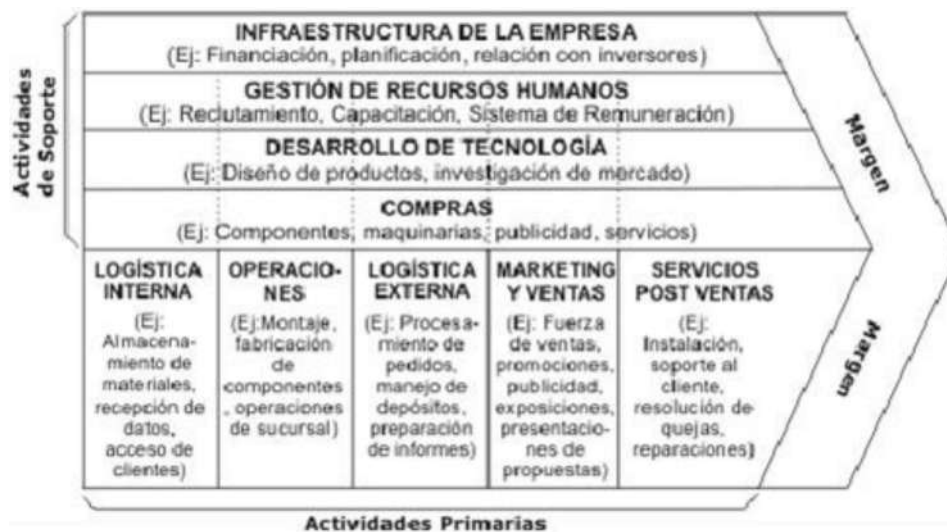 Actividades
de Soporte
INFRAESTRUCTURA DE LA EMPRESA
(Ej: Financiación, planificación, relación con inversores)
GESTIÓN DE RECURSOS HUMANOS
(Ej: Reclutamiento, Capacitación, Sistema de Remuneración)
DESARROLLO DE TECNOLOGÍA
(Ej: Diseño de productos, investigación de mercado)
COMPRAS
(Ej: Componentes, maquinarias, publicidad, servicios)
LOGÍSTICA
INTERNA
(Ej:
Almacena-
miento de
materiales,
recepción de
datos,
acceso de
clientes)
OPERACIO-
NES
(Ej:Montaje,
fabricación
de
componentes
, operaciones
de sucursal)
LOGÍSTICA
EXTERNA
(Ej: Procesa-
miento de
pedidos,
manejo de
depósitos,
preparación
de informes)
MARKETING
Y VENTAS
(Ej: Fuerza
de ventas,
promociones,
publicidad,
exposiciones,
presentacio-
nes de
propuestas)
SERVICIOS
POST VENTAS
(Ej:
Instalación,
soporte al
cliente,
resolución de
quejas,
reparaciones)
Margen
Margen
Actividades Primarias